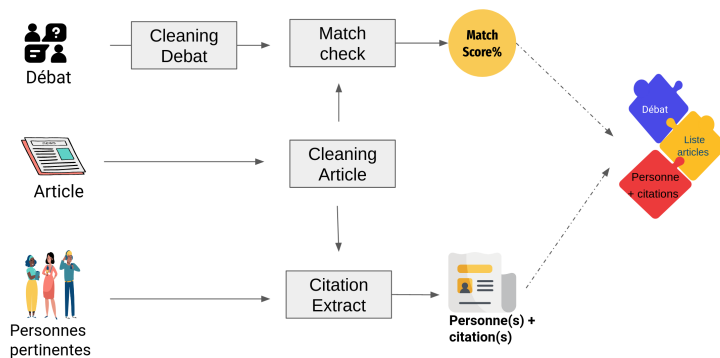 Débat
Cleaning
Debat
Match
check
Match
Score%
Article
NEWS
Cleaning
Article
Débat
Liste
articles
Personne
+ citations
Personnes
pertinentes
Citation
Extract
Personne(s) +
citation(s)